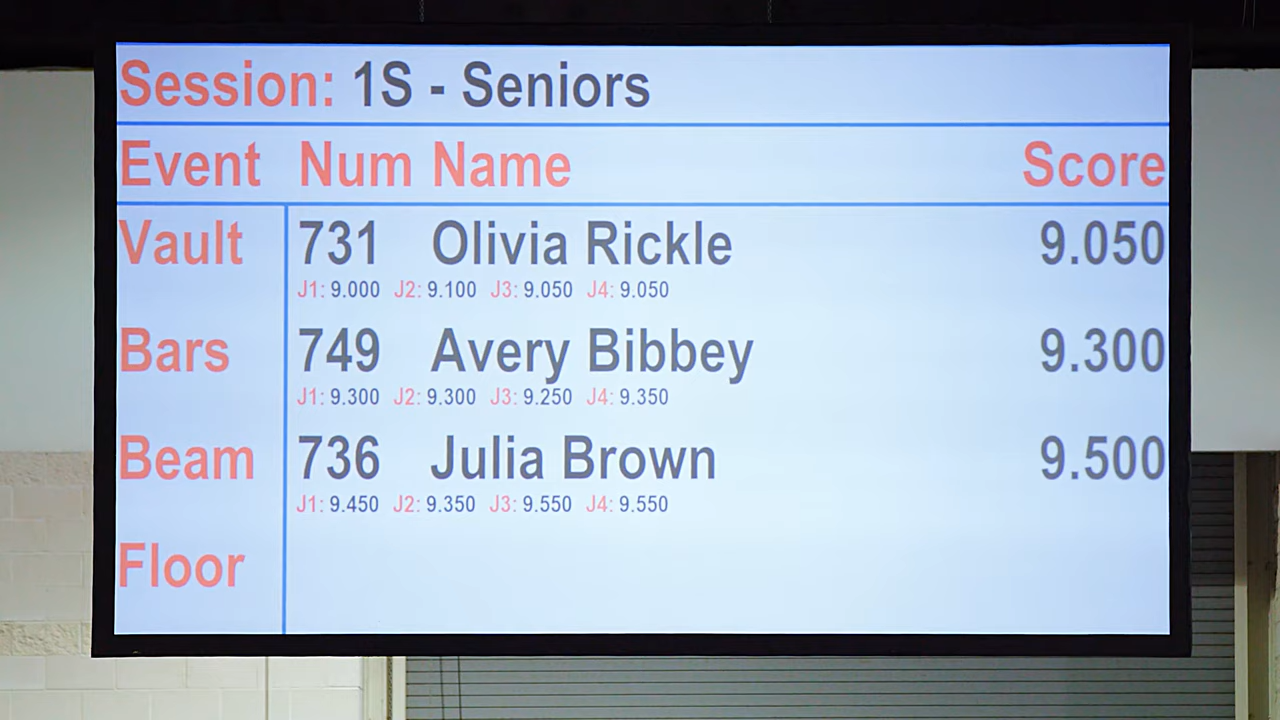 Session: 1S - Seniors
Event Num Name Score
Vault 731 Olivia Rickle 9.050
J1: 9.000 J2: 9.100 J3: 9.050 J4: 9.050
Bars 749 Avery Bibbey 9.300
J1: 9.300 J2: 9.300 J3: 9.250 J4: 9.350
Beam 736 Julia Brown 9.500
J1: 9.450 J2: 9.350 J3: 9.550 J4: 9.550
Floor